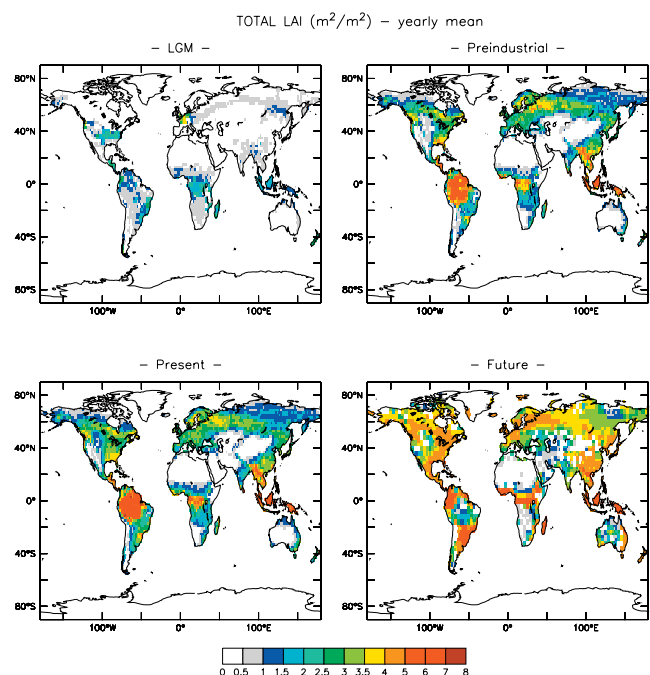 TOTAL LAI (m²/m²) – yearly mean
– LGM –
– Preindustrial –
80°N
40°N
0°
40°S
80°S
100°W 0° 100°E
80°N
40°N
0°
40°S
80°S
100°W 0° 100°E
– Present –
– Future –
80°N
40°N
0°
40°S
80°S
100°W 0° 100°E
80°N
40°N
0°
40°S
80°S
100°W 0° 100°E
0 0.5 1 1.5 2 2.5 3 3.5 4 5 6 7 8